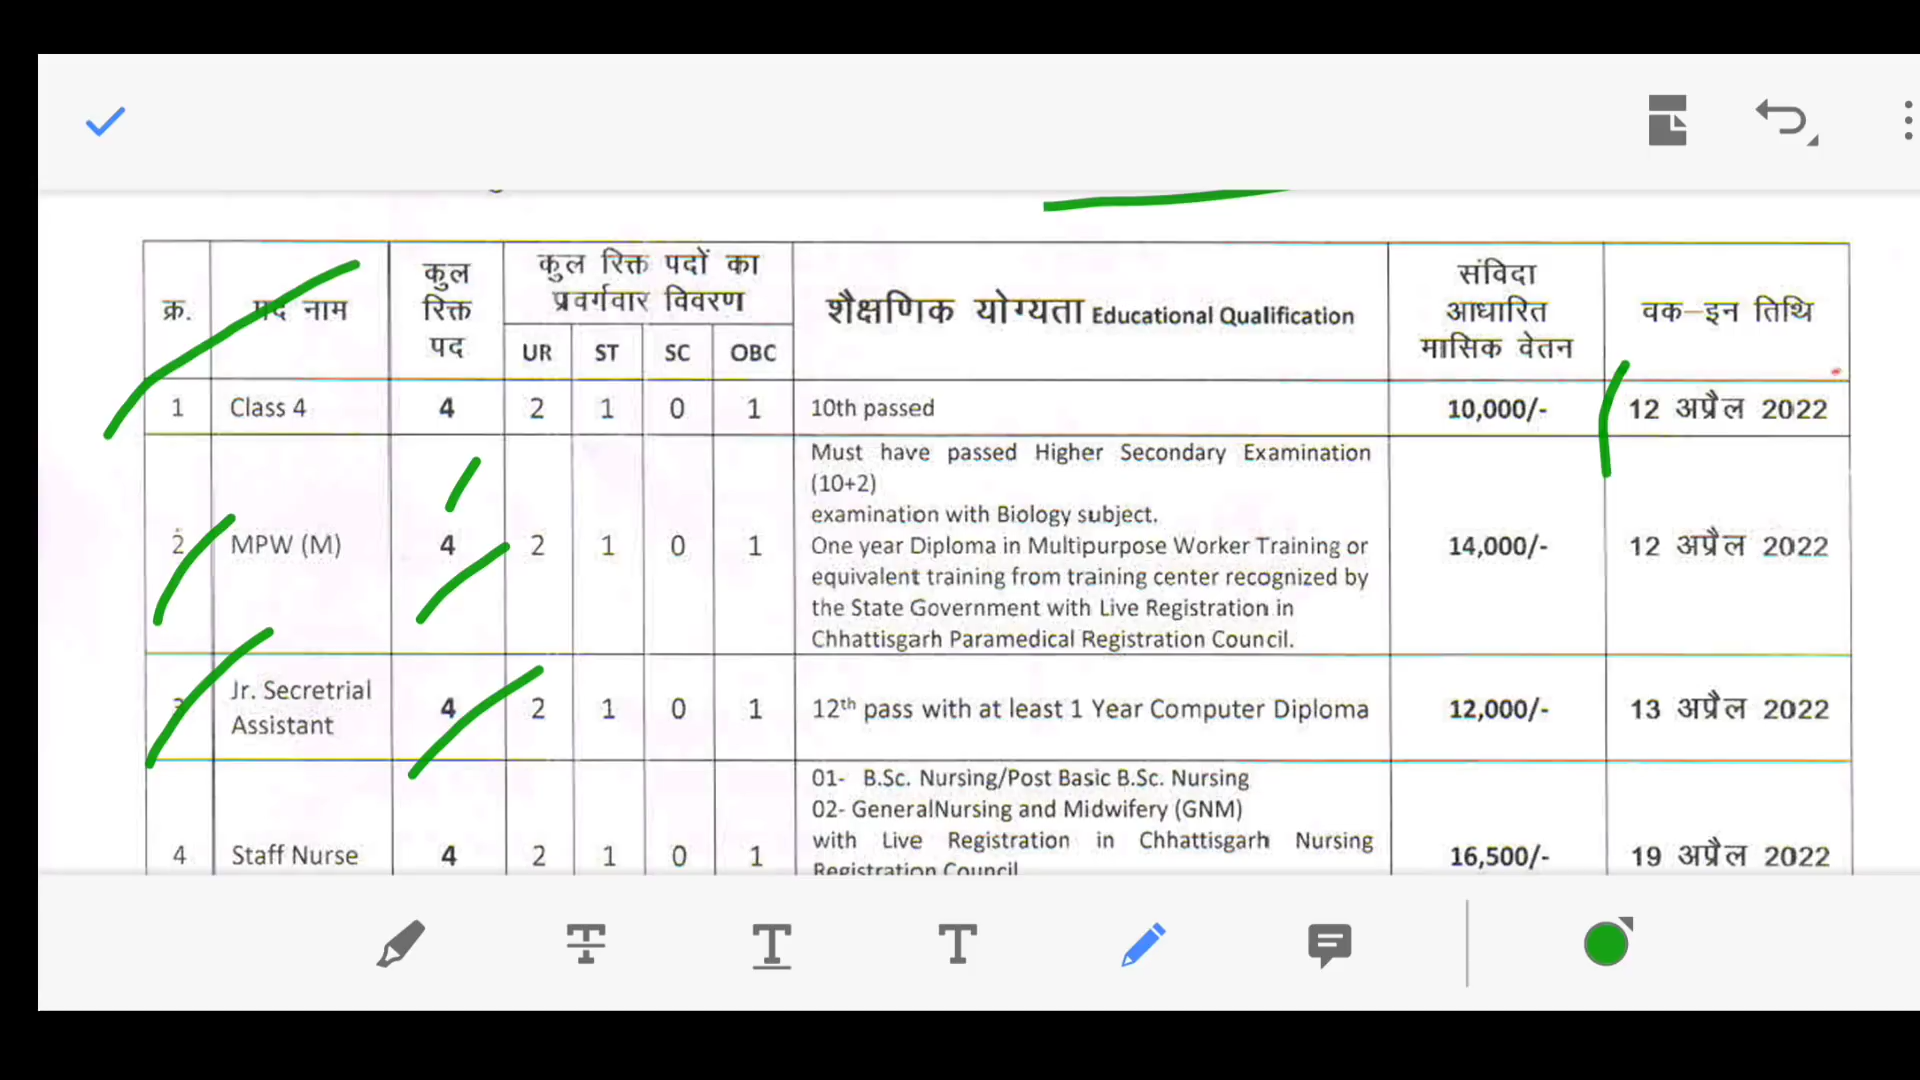 क्र.
पद नाम
कुल
रिक्त
पद
कुल रिक्त पदों का
प्रवर्गवार विवरण
UR ST SC OBC
शैक्षणिक योग्यता Educational Qualification
संविदा
आधारित
मासिक वेतन
वक-इन तिथि
1 Class 4 4 2 1 0 1 10th passed 10,000/- 12 अप्रैल 2022
2 MPW (M) 4 2 1 0 1
Must have passed Higher Secondary Examination
(10+2)
examination with Biology subject.
One year Diploma in Multipurpose Worker Training or
equivalent training from training center recognized by
the State Government with Live Registration in
Chhattisgarh Paramedical Registration Council.
14,000/- 12 अप्रैल 2022
3 Jr. Secretrial
Assistant
4 2 1 0 1 12th pass with at least 1 Year Computer Diploma 12,000/- 13 अप्रैल 2022
4 Staff Nurse 4 2 1 0 1
01- B.Sc. Nursing/Post Basic B.Sc. Nursing
02- GeneralNursing and Midwifery (GNM)
with Live Registration in Chhattisgarh Nursing
Registration Council
16,500/- 19 अप्रैल 2022